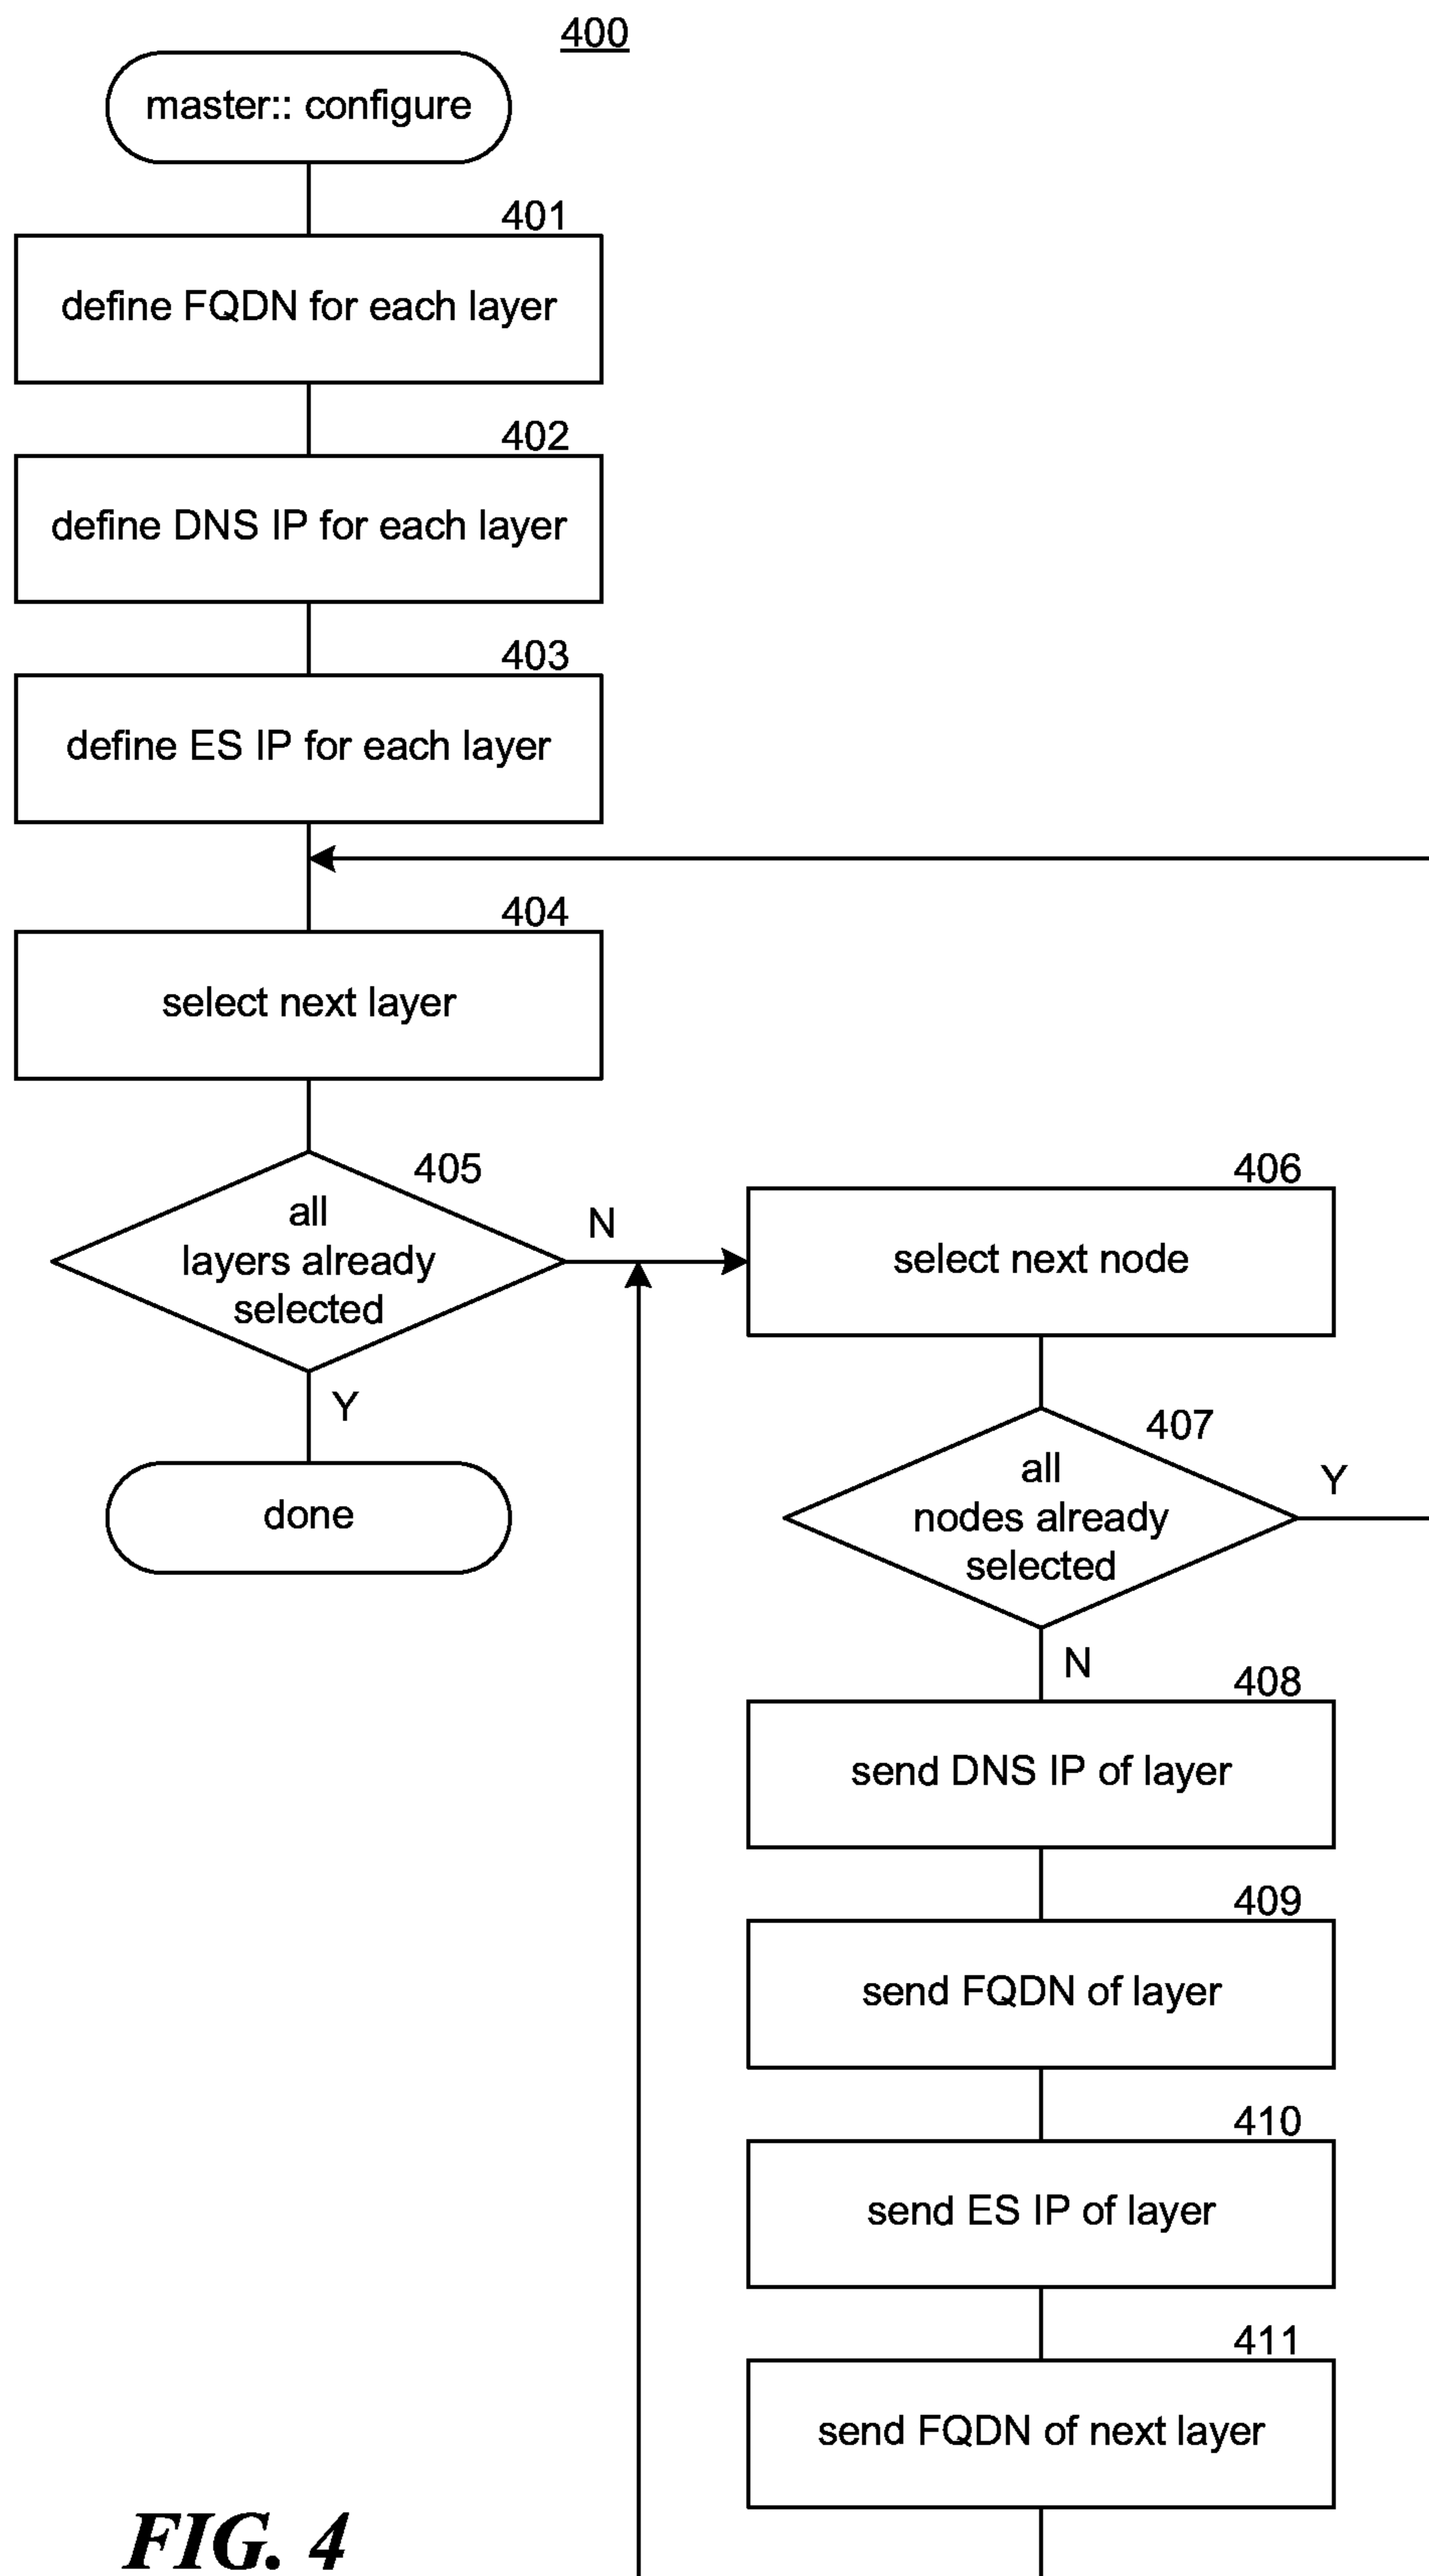 400
master:: configure
401
define FQDN for each layer
402
define DNS IP for each layer
403
define ES IP for each layer
404
select next layer
405
all
layers already
selected
N
Y
done
406
select next node
407
all
nodes already
selected
Y
N
408
send DNS IP of layer
409
send FQDN of layer
410
send ES IP of layer
411
send FQDN of next layer
FIG. 4